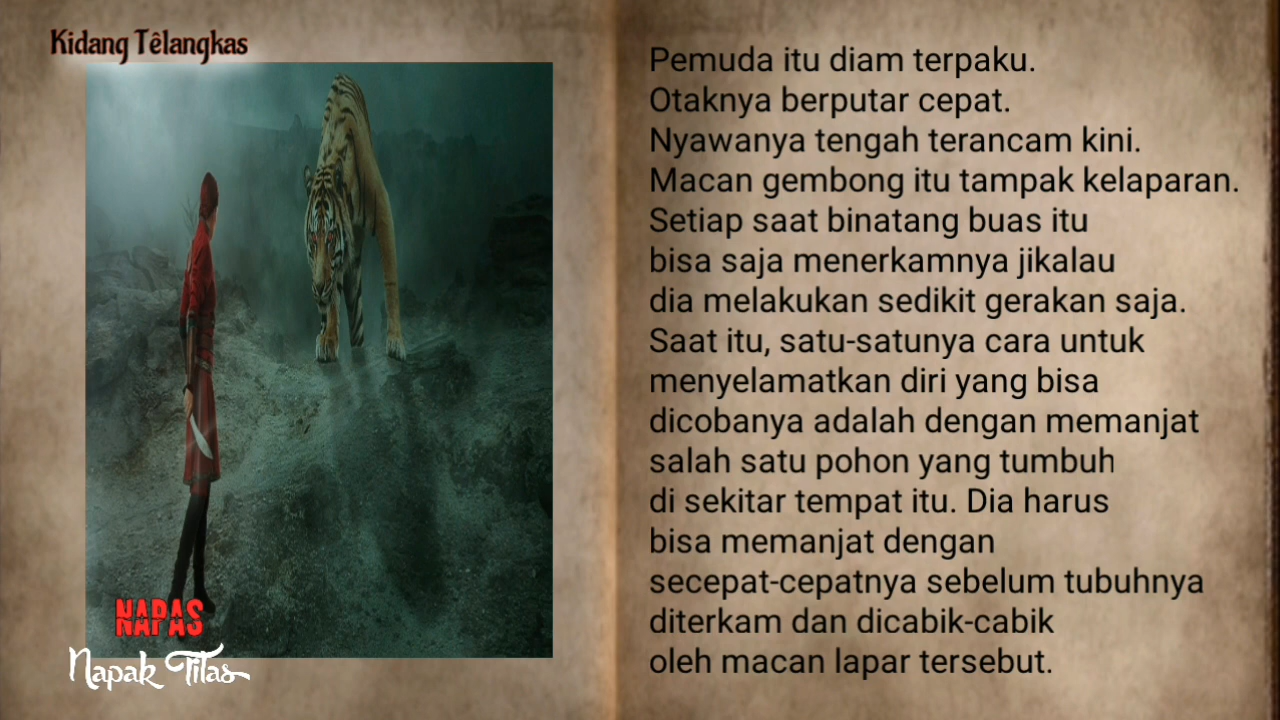 Kidang Têlangkas
Pemuda itu diam terpaku.
Otaknya berputar cepat.
Nyawanya tengah terancam kini.
Macan gembong itu tampak kelaparan.
Setiap saat binatang buas itu
bisa saja menerkamnya jikalau
dia melakukan sedikit gerakan saja.
Saat itu, satu-satunya cara untuk
menyelamatkan diri yang bisa
dicobanya adalah dengan memanjat
salah satu pohon yang tumbuh
di sekitar tempat itu. Dia harus
bisa memanjat dengan
secepat-cepatnya sebelum tubuhnya
diterkam dan dicabik-cabik
oleh macan lapar tersebut.
NAPAS
Napak Tilas